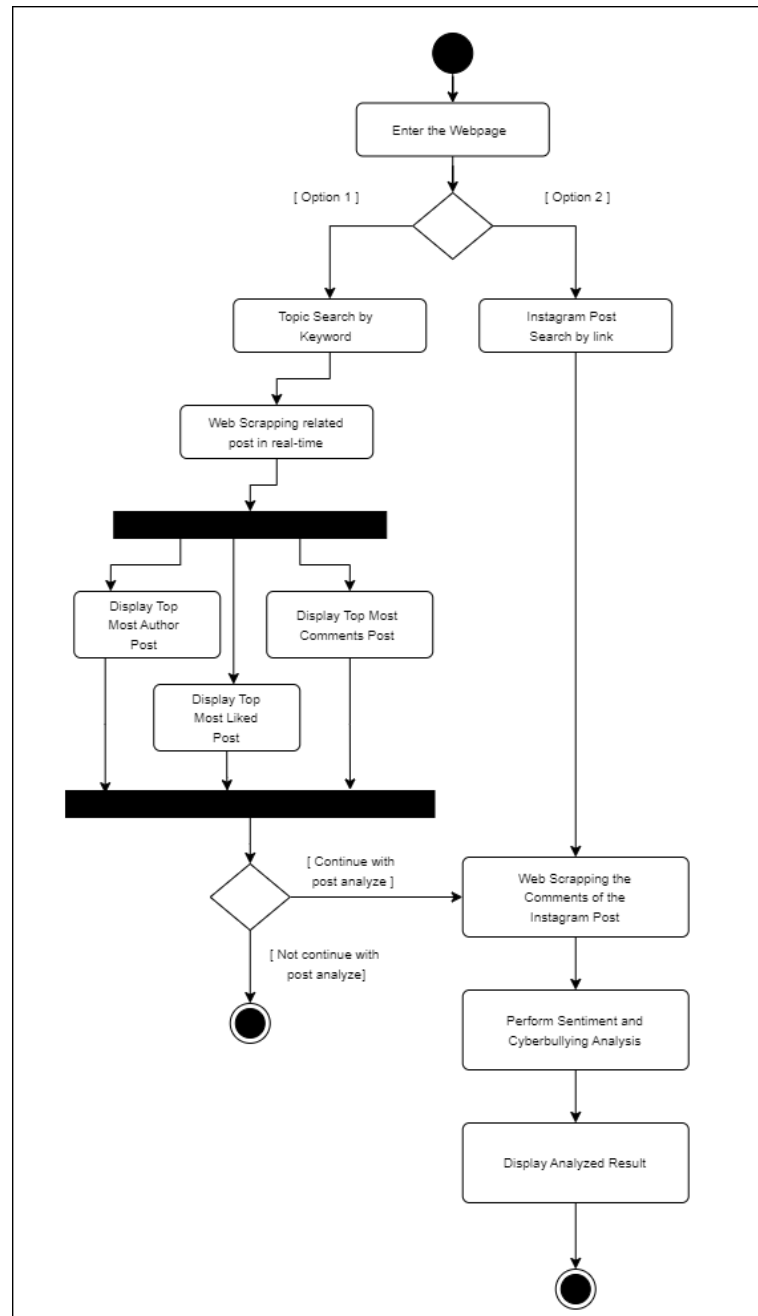 Enter the Webpage
[ Option 1 ]
[ Option 2 ]
Topic Search by
Keyword
Instagram Post
Search by link
Web Scrapping related
post in real-time
Display Top
Most Author
Post
Display Top Most
Comments Post
Display Top
Most Liked
Post
[ Continue with
post analyze ]
Web Scrapping the
Comments of the
Instagram Post
[ Not continue with
post analyze]
Perform Sentiment and
Cyberbullying Analysis
Display Analyzed Result